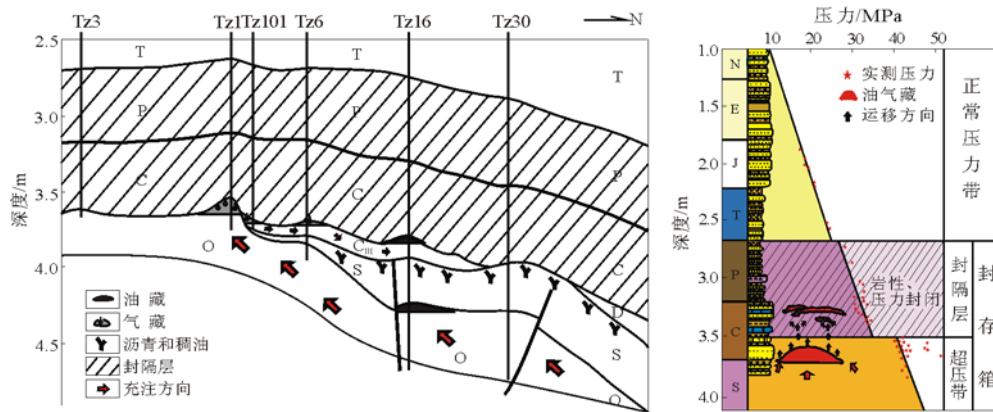 Tz3 Tz1 Tz101 Tz6 Tz16 Tz30 N
2.5
T T T
3.0
P P P
3.5
C C C
深度/m
4.0
O C III S D
4.5
O S O
油藏
气藏
沥青和稠油
封隔层
充注方向
压力/MPa
10 20 30 40 50
1.0
N
实测压力
油气藏
运移方向
正常压力带
1.5
E
2.0
J
深度/m
2.5
T
3.0
P
岩性、
压力封闭
封隔层
封存箱
3.5
C
超压带
4.0
S